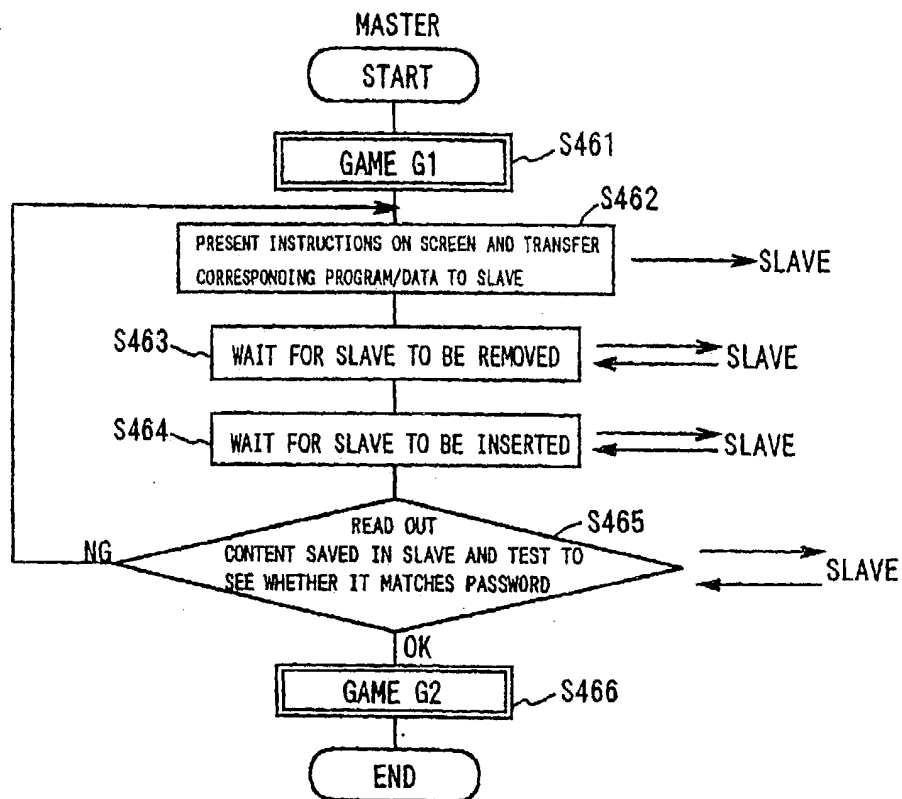 MASTER
START
GAME G1
S461
S462
PRESENT INSTRUCTIONS ON SCREEN AND TRANSFER
CORRESPONDING PROGRAM/DATA TO SLAVE
SLAVE
S463
WAIT FOR SLAVE TO BE REMOVED
SLAVE
S464
WAIT FOR SLAVE TO BE INSERTED
SLAVE
S465
READ OUT
CONTENT SAVED IN SLAVE AND TEST TO
SEE WHETHER IT MATCHES PASSWORD
NG
SLAVE
OK
GAME G2
S466
END